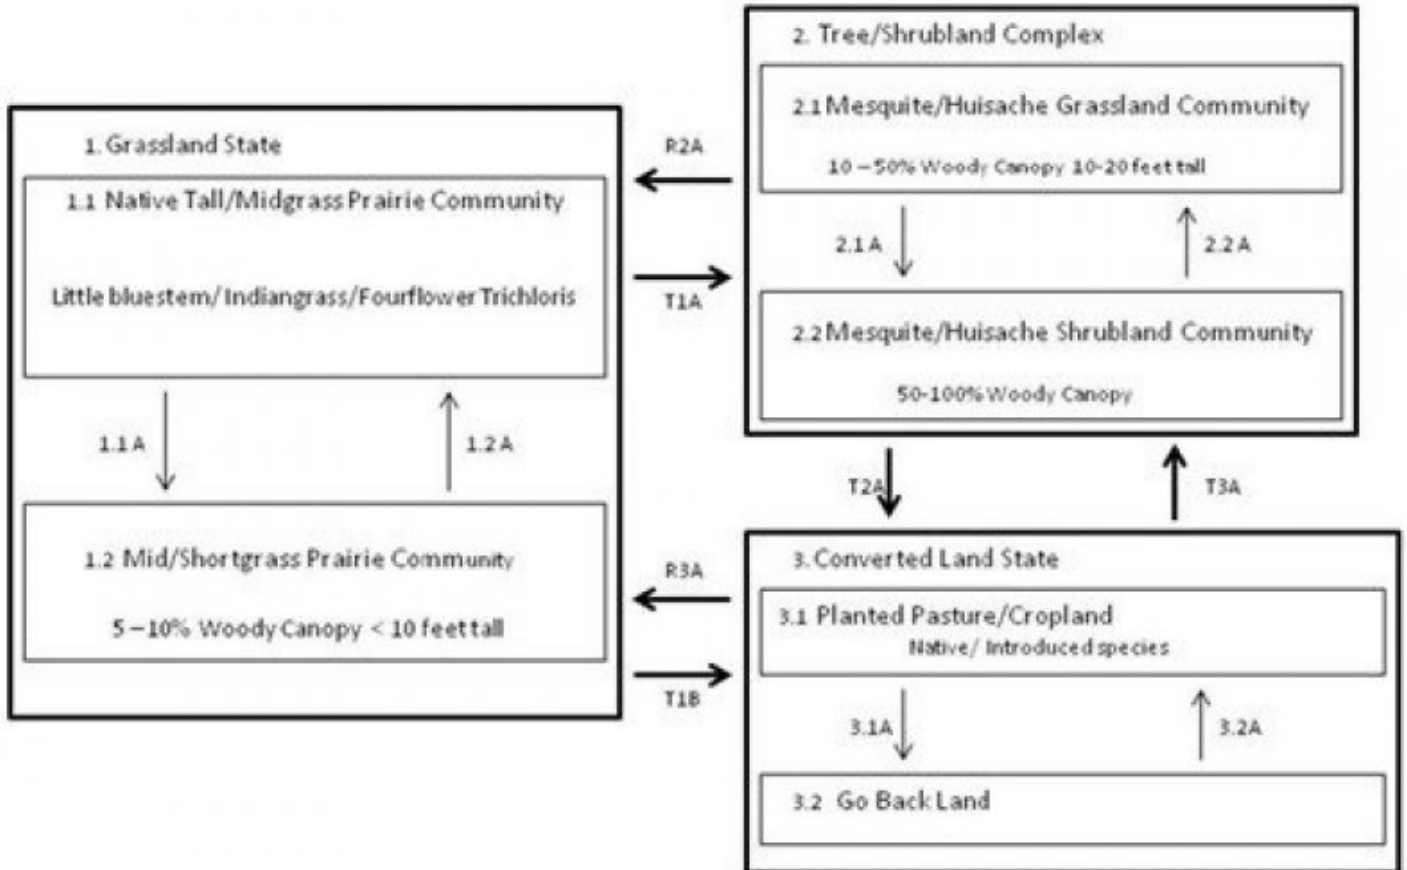 1. Grassland State
1.1 Native Tall/Midgrass Prairie Community
Little bluestem/ Indiangrass/Fourflower Trichloris
1.1 A
1.2 A
1.2 Mid/Shortgrass Prairie Community
5 – 10% Woody Canopy < 10 feet tall
R2A
T1A
R3A
T1B
2. Tree/Shrubland Complex
2.1 Mesquite/Huisache Grassland Community
10 – 50% Woody Canopy 10-20 feet tall
2.1 A
2.2 A
2.2 Mesquite/Huisache Shrubland Community
50-100% Woody Canopy
T2A
T3A
3. Converted Land State
3.1 Planted Pasture/Cropland
Native/ Introduced species
3.1A
3.2A
3.2 Go Back Land